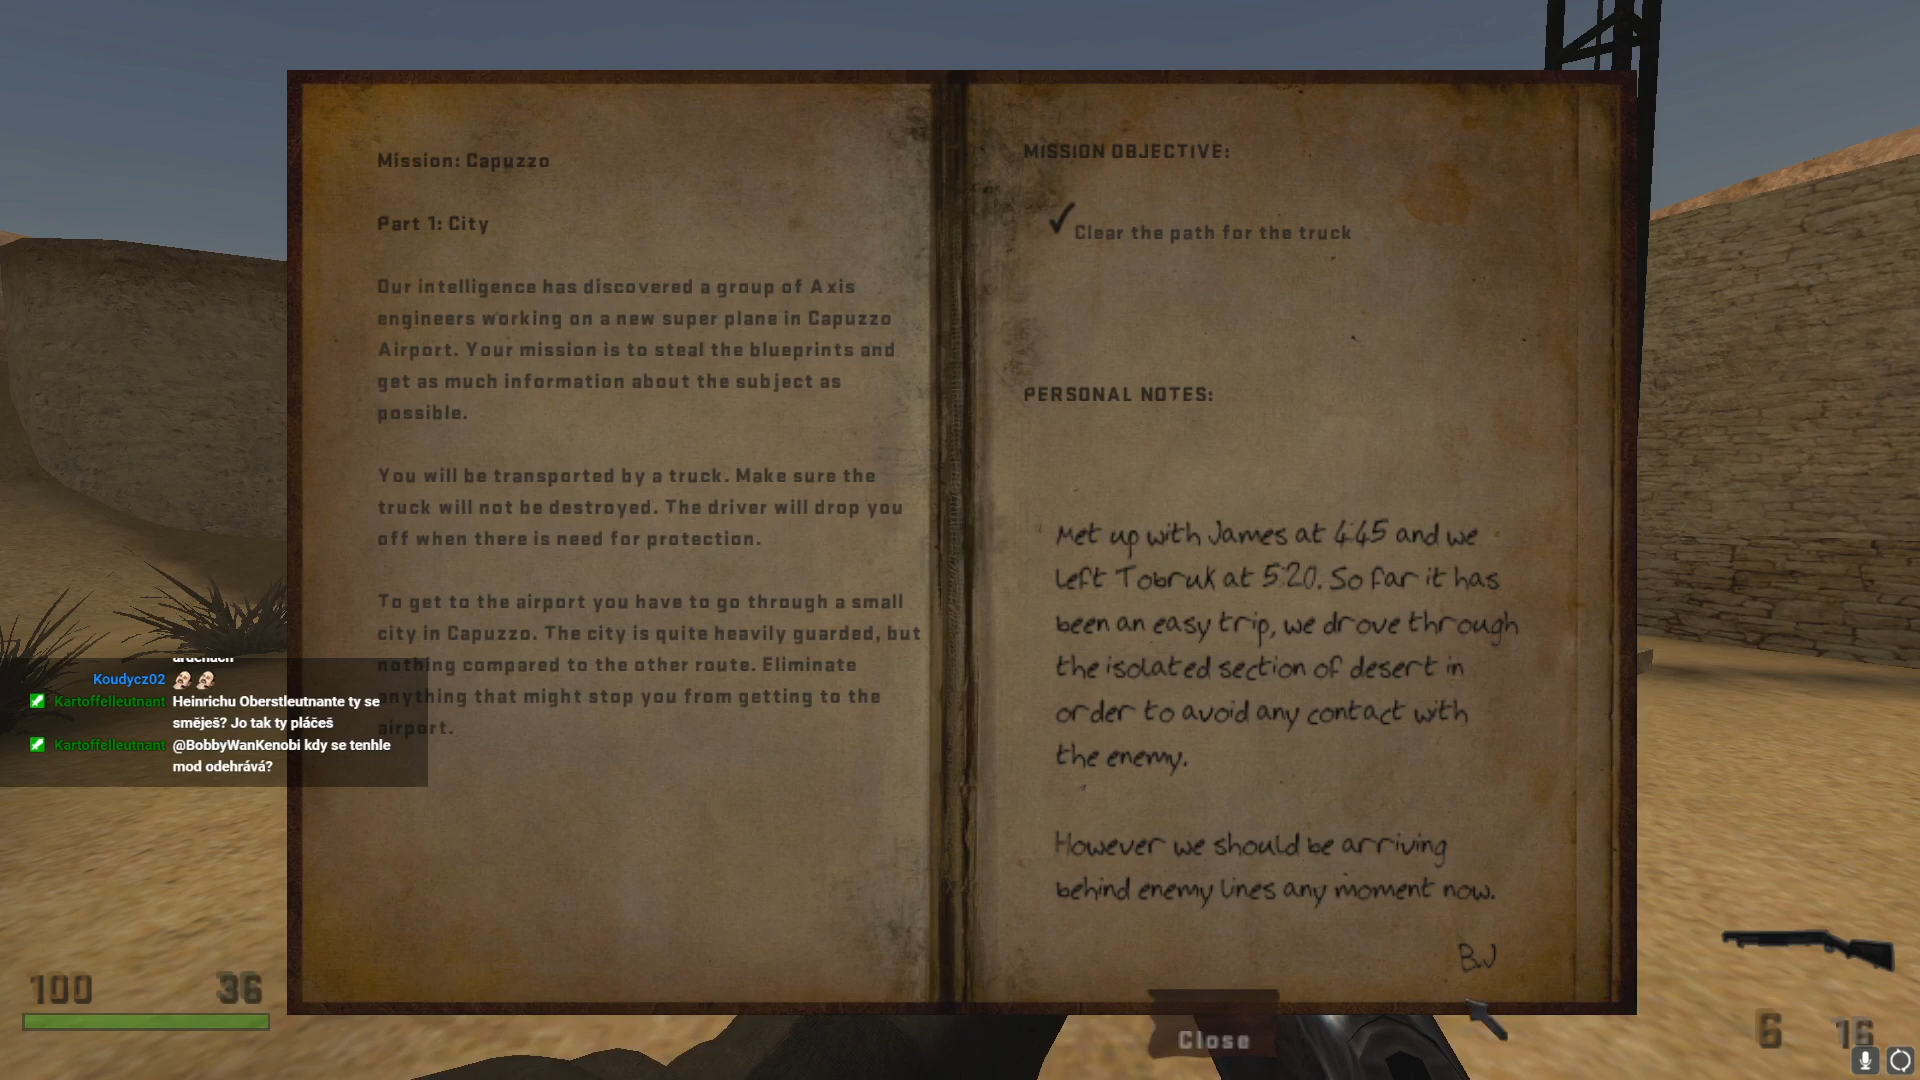 Mission: Capuzzo
Part 1: City
Our intelligence has discovered a group of Axis
engineers working on a new super plane in Capuzzo
Airport. Your mission is to steal the blueprints and
get as much information about the subject as
possible.
You will be transported by a truck. Make sure the
truck will not be destroyed. The driver will drop you
off when there is need for protection.
To get to the airport you have to go through a small
city in Capuzzo. The city is quite heavily guarded, but
nothing compared to the other route. Eliminate
anything that might stop you from getting to the
airport.
MISSION OBJECTIVE:
Clear the path for the truck
PERSONAL NOTES:
Met up with James at 4:45 and we
left Tobruk at 5:20. So far it has
been an easy trip, we drove through
the isolated section of desert in
order to avoid any contact with
the enemy.
However we should be arriving
behind enemy lines any moment now.
BJ
Close
Koudycz02
Kartoffelleutnant Heinrichu Oberstleutnante ty se
směješ? Jo tak ty pláčeš
Kartoffelleutnant @BobbyWanKenobi kdy se tenhle
mod odehrává?
100 36
6 16